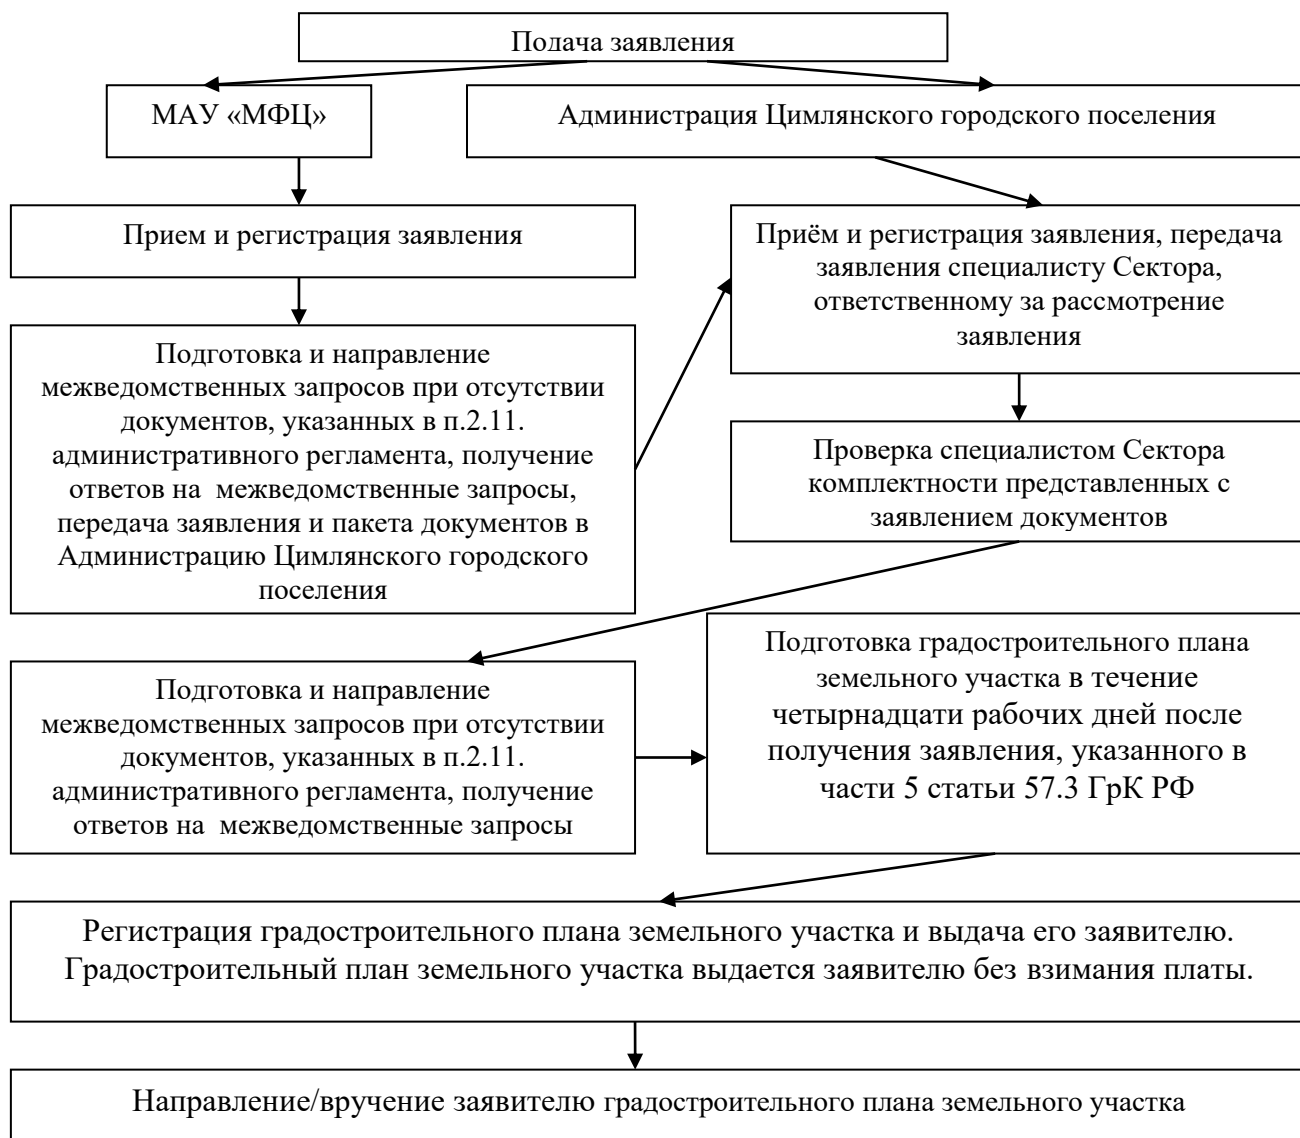 Подача заявления
МАУ «МФЦ»
Администрация Цимлянского городского поселения
Прием и регистрация заявления
Приём и регистрация заявления, передача
заявления специалисту Сектора,
ответственному за рассмотрение
заявления
Подготовка и направление
межведомственных запросов при отсутствии
документов, указанных в п.2.11.
административного регламента, получение
ответов на межведомственные запросы,
передача заявления и пакета документов в
Администрацию Цимлянского городского
поселения
Проверка специалистом Сектора
комплектности представленных с
заявлением документов
Подготовка и направление
межведомственных запросов при отсутствии
документов, указанных в п.2.11.
административного регламента, получение
ответов на межведомственные запросы
Подготовка градостроительного плана
земельного участка в течение
четырнадцати рабочих дней после
получения заявления, указанного в
части 5 статьи 57.3 ГрК РФ
Регистрация градостроительного плана земельного участка и выдача его заявителю.
Градостроительный план земельного участка выдается заявителю без взимания платы.
Направление/вручение заявителю градостроительного плана земельного участка